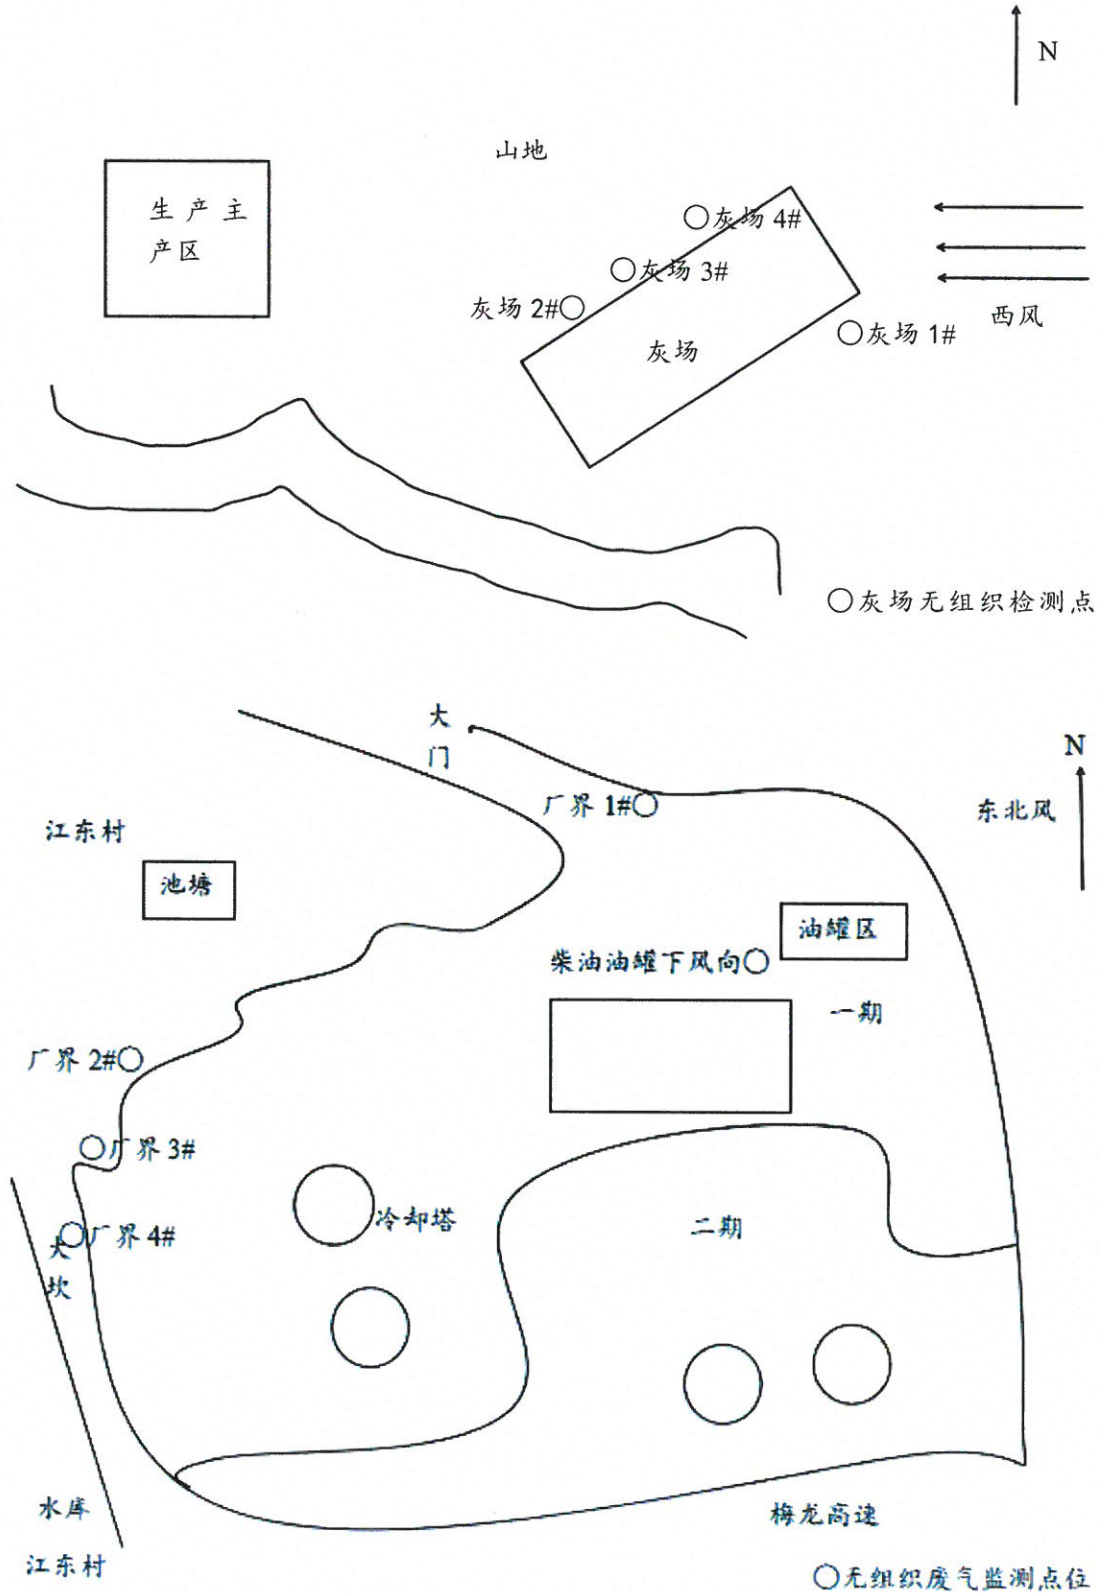 N
山地
生产主
产区
灰场 4#
灰场 3#
灰场 2#
灰场
灰场 1#
西风
灰场无组织检测点
大
门
N
厂界 1#
东北风
江东村
池塘
油罐区
柴油油罐下风向
一期
厂界 2#
厂界 3#
冷却塔
二期
厂界 4#
大
坎
水库
梅龙高速
江东村
无组织废气监测点位